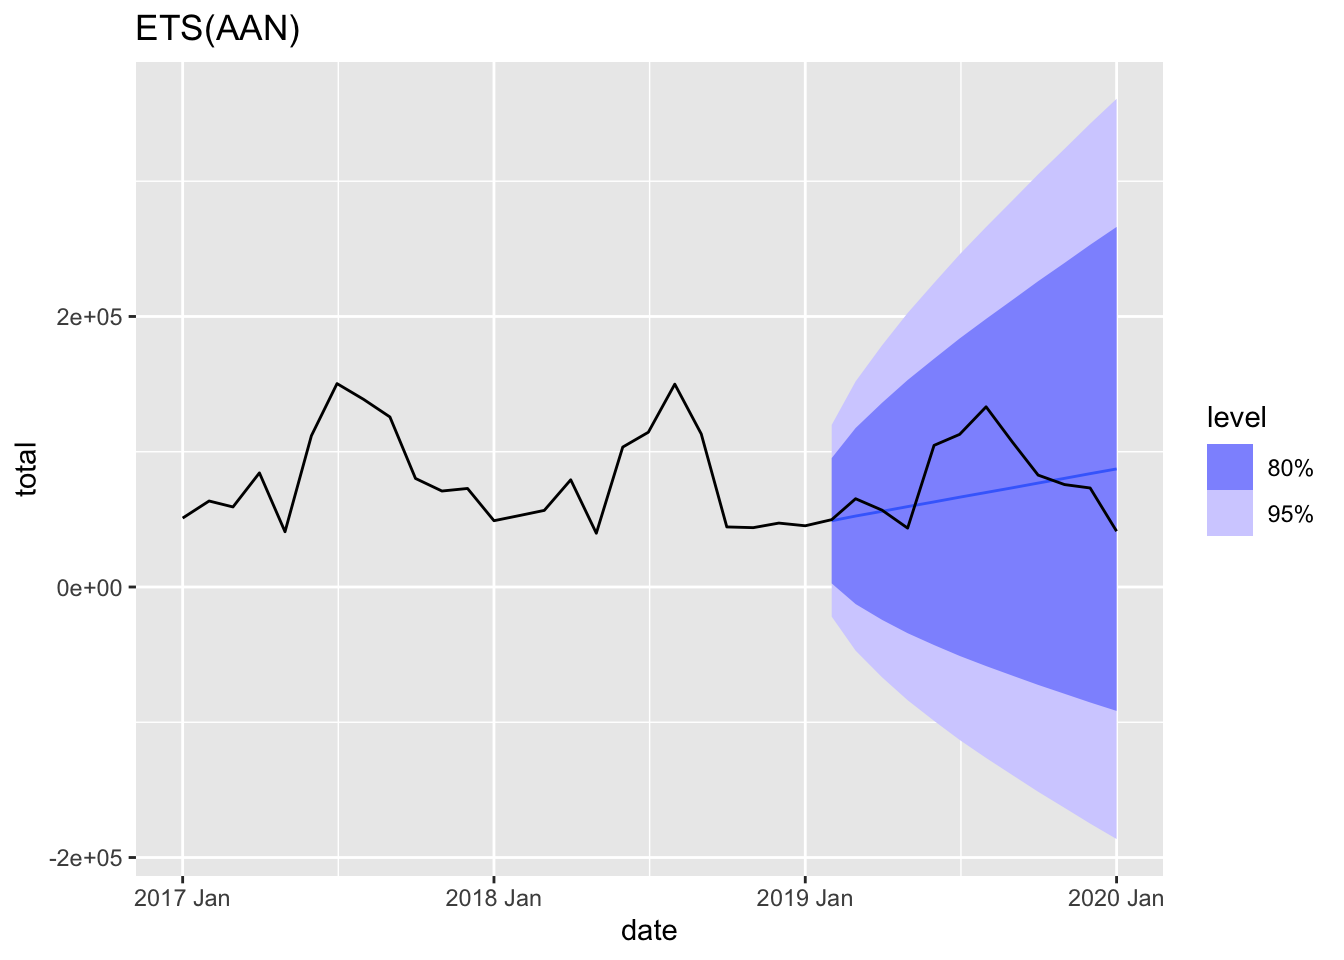 ETS(AAN)
total
2e+05
0e+00
-2e+05
2017 Jan
2018 Jan
2019 Jan
2020 Jan
date
level
80%
95%